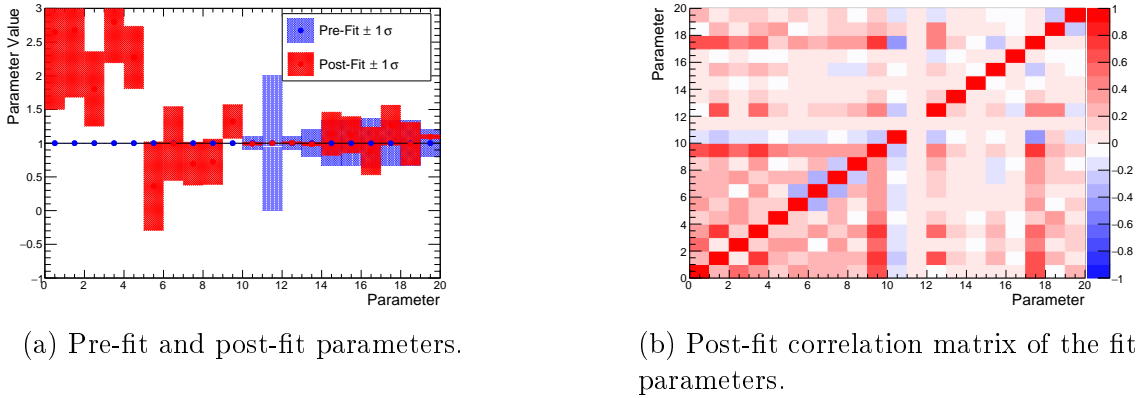 Parameter Value
3
2.5
2
1.5
1
0.5
0
−0.5
−1
0 2 4 6 8 10 12 14 16 18 20
Parameter
Pre-Fit ± 1σ
Post-Fit ± 1σ
Parameter
20
18
16
14
12
10
8
6
4
2
0
0 2 4 6 8 10 12 14 16 18 20
Parameter
1
0.8
0.6
0.4
0.2
0
−0.2
−0.4
−0.6
−0.8
−1
(a) Pre-fit and post-fit parameters.
(b) Post-fit correlation matrix of the fit
parameters.